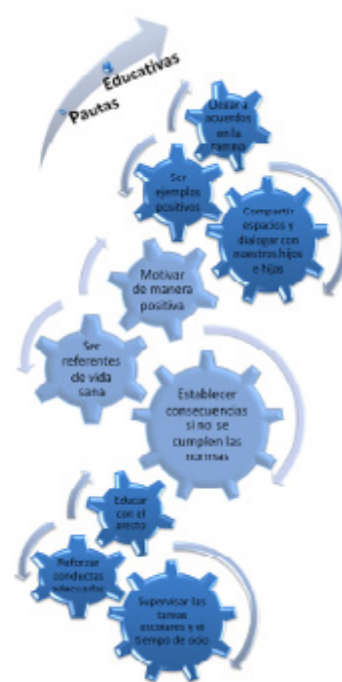 Pautas
Educativas
Llegar a
acuerdos
en la
familia
Ser
ejemplos
positivos
Compartir
espacios y
dialogar con
nuestros hijos
e hijas
Motivar
de manera
positiva
Ser
referentes
de vida
sana
Establecer
consecuencias
si no se
cumplen las
normas
Educar
con el
afecto
Reforzar
conductas
adecuadas
Supervisar las
tareas
escolares y el
tiempo de ocio